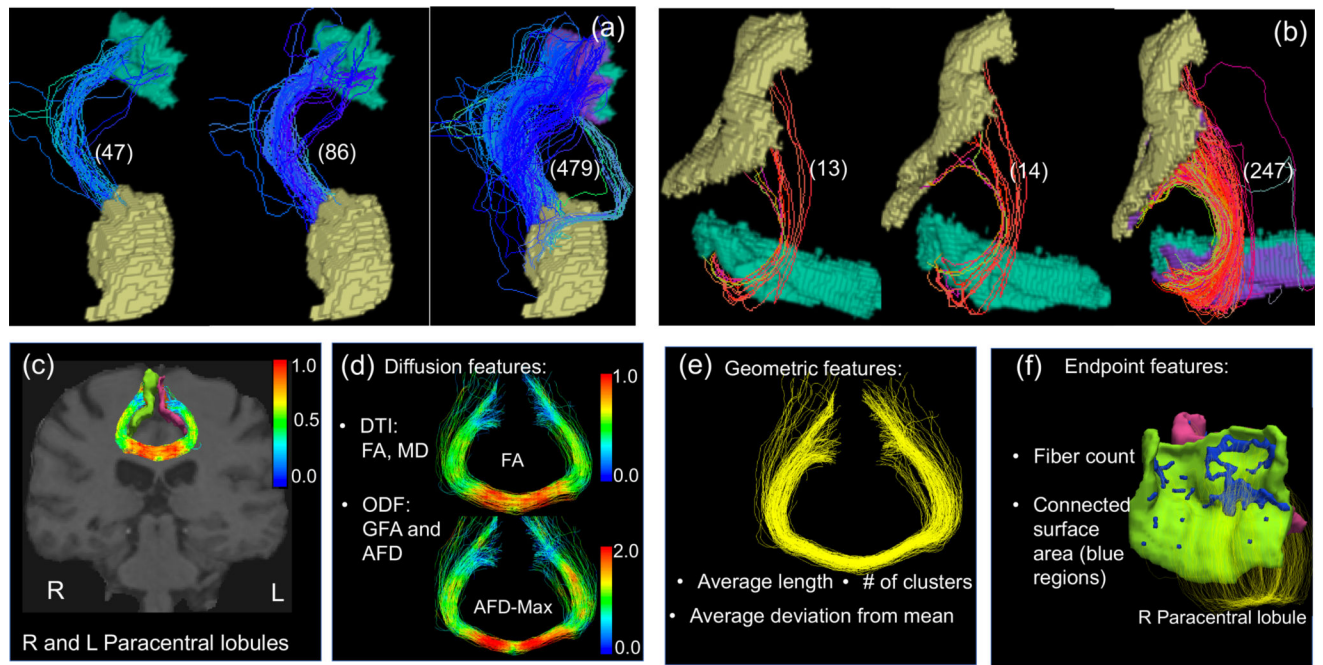 (a)
(47)
(86)
(479)
(b)
(13)
(14)
(247)
(c)
1.0
0.5
0.0
R
L
R and L Paracentral lobules
(d) Diffusion features:
• DTI:
FA, MD
• ODF:
GFA and
AFD
FA
1.0
0.0
AFD-Max
2.0
0.0
(e) Geometric features:
• Average length • # of clusters
• Average deviation from mean
(f) Endpoint features:
• Fiber count
• Connected
surface
area (blue
regions)
R Paracentral lobule